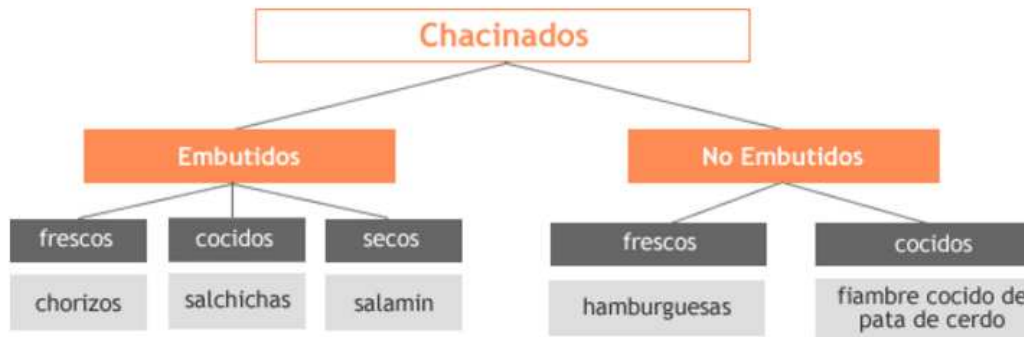 Chacinados
Embutidos
No Embutidos
frescos
cocidos
secos
frescos
cocidos
chorizos
salchichas
salamin
hamburguesas
fiambre cocido de
pata de cerdo